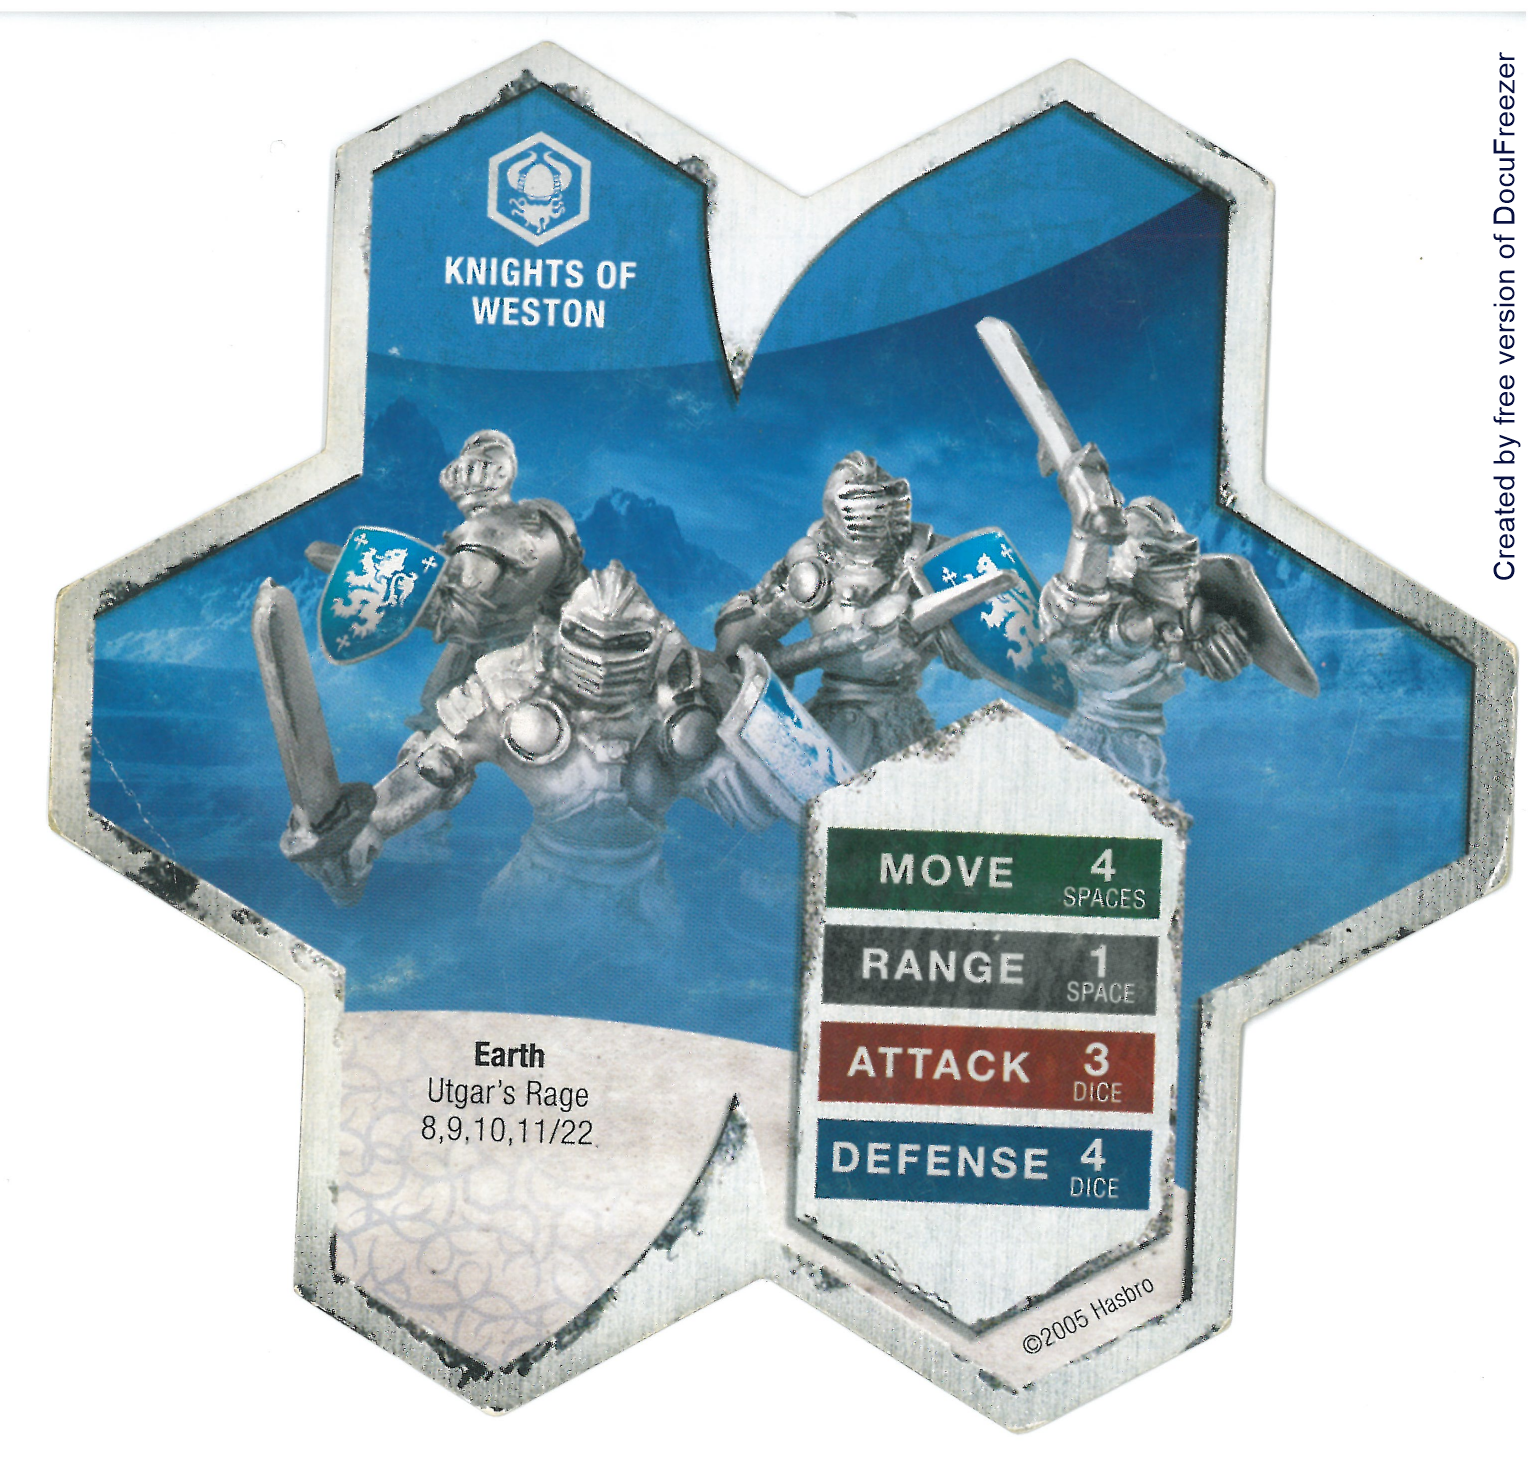 KNIGHTS OF
WESTON
MOVE 4
SPACES
RANGE 1
SPACE
ATTACK 3
DICE
DEFENSE 4
DICE
Earth
Utgar's Rage
8,9,10,11/22
©2005 Hasbro
Created by free version of DocuFreezer